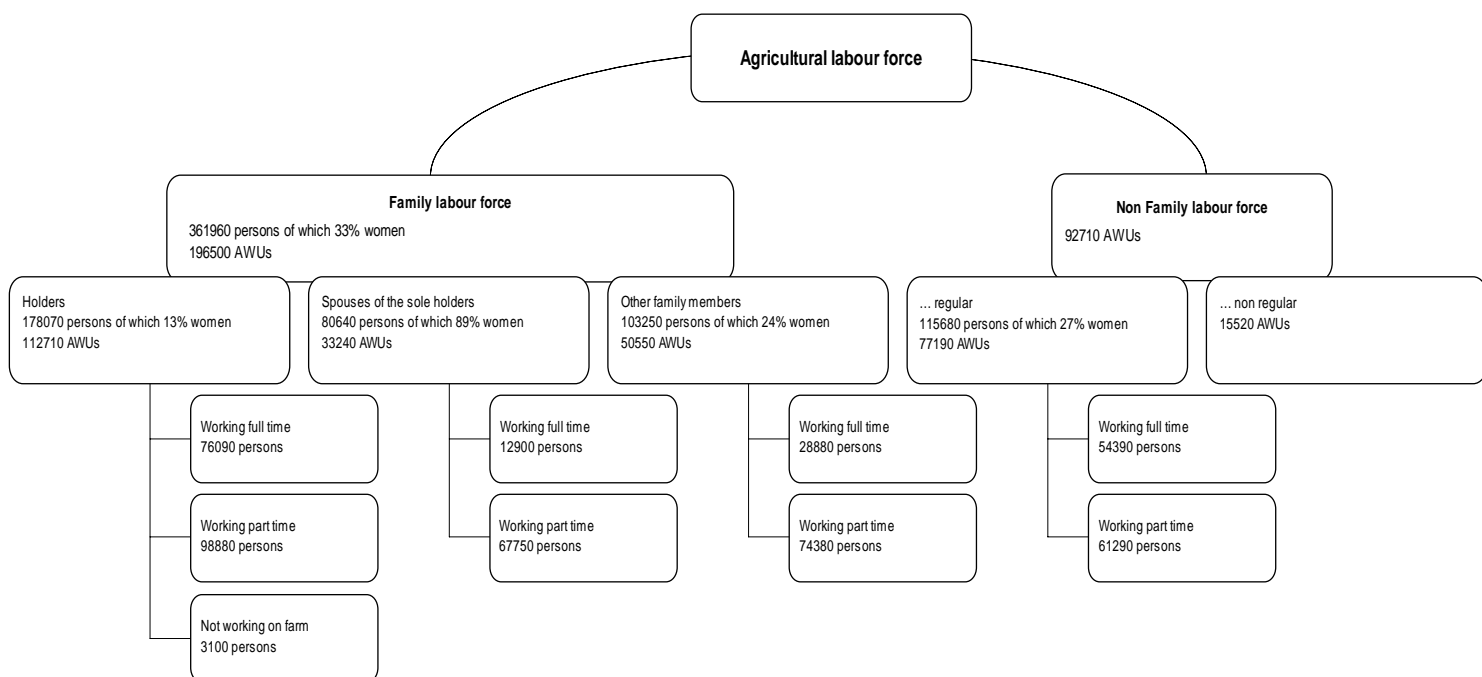 Agricultural labour force
Family labour force
361960 persons of which 33% women
196500 AWUs
Non Family labour force
92710 AWUs
Holders
178070 persons of which 13% women
112710 AWUs
Spouses of the sole holders
80640 persons of which 89% women
33240 AWUs
Other family members
103250 persons of which 24% women
50550 AWUs
... regular
115680 persons of which 27% women
77190 AWUs
... non regular
15520 AWUs
Working full time
76090 persons
Working full time
12900 persons
Working full time
28880 persons
Working full time
54390 persons
Working part time
98880 persons
Working part time
67750 persons
Working part time
74380 persons
Working part time
61290 persons
Not working on farm
3100 persons